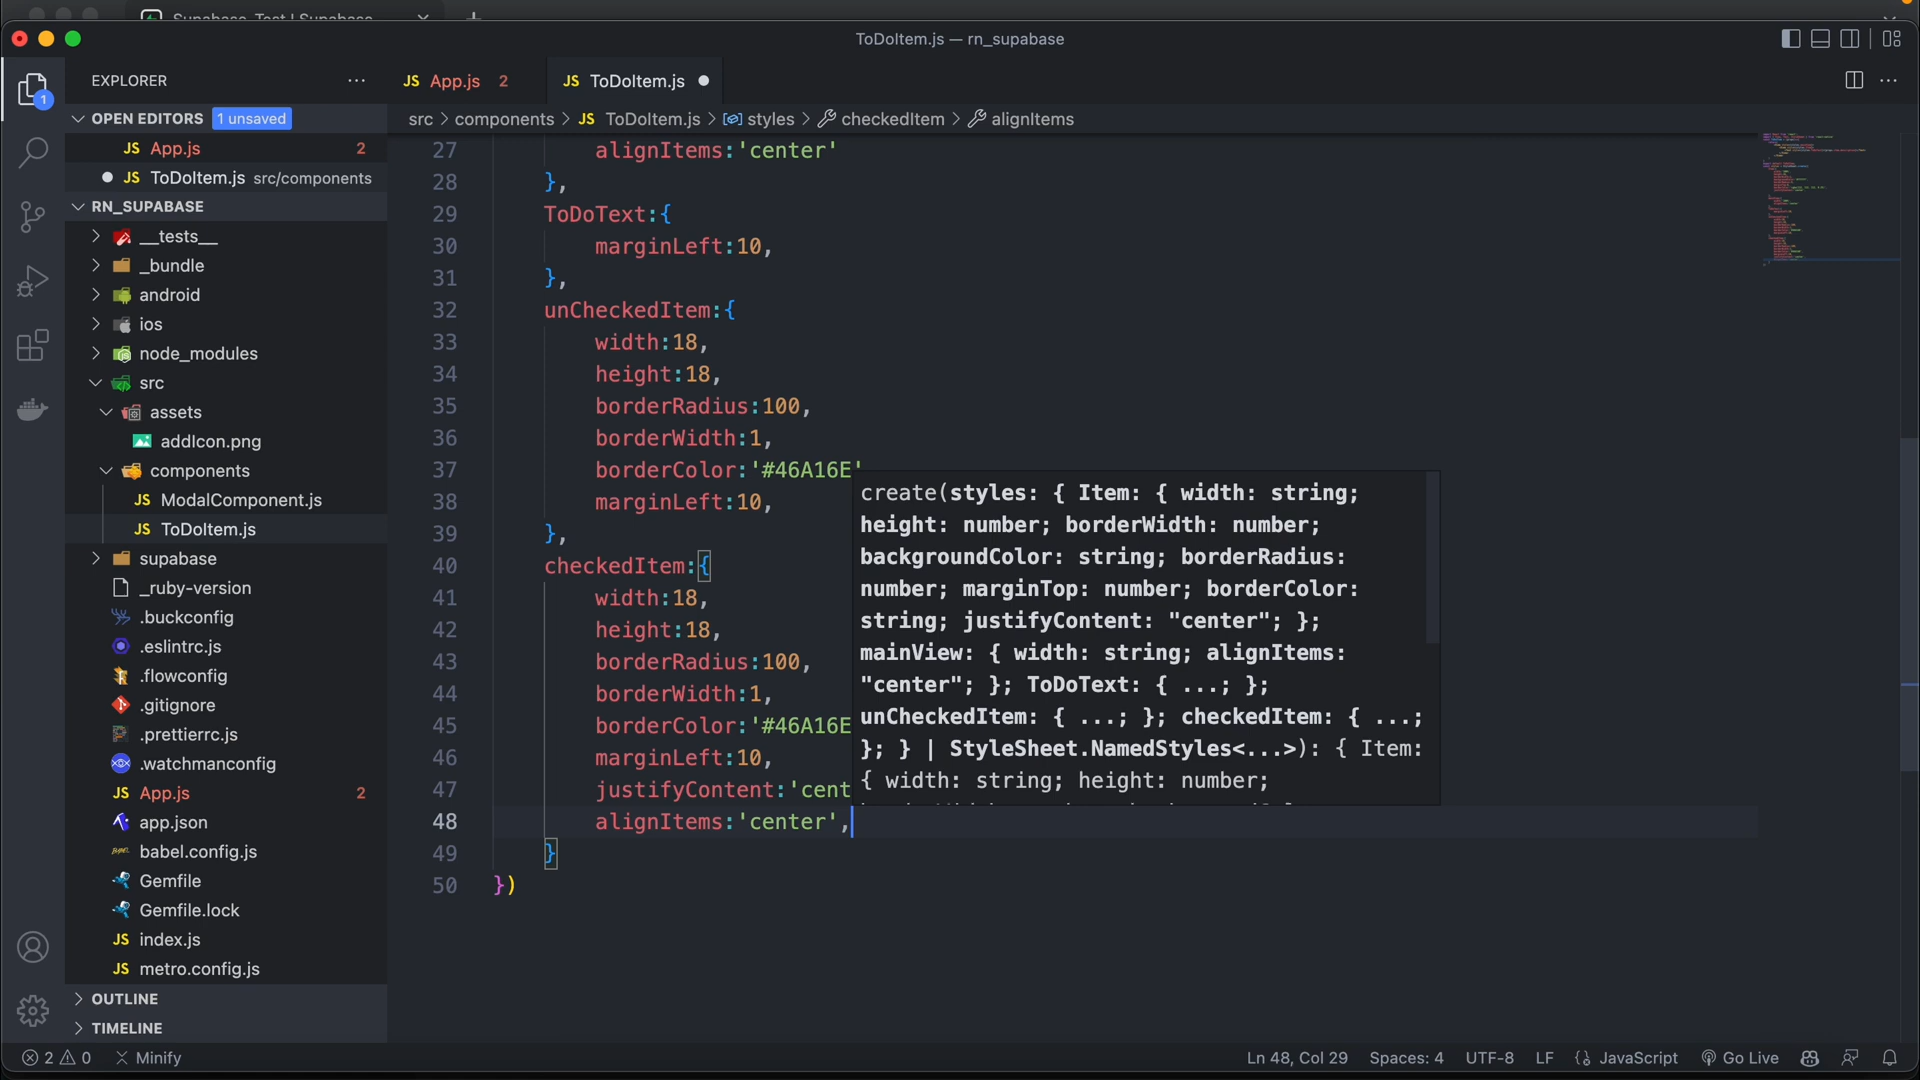 Supabase_Test | Supabase
ToDoItem.js — rn_supabase
EXPLORER
JS App.js 2
JS ToDoItem.js
OPEN EDITORS 1 unsaved
src > components > JS ToDoItem.js > styles > checkedItem > alignItems
JS App.js 2
JS ToDoItem.js src/components
RN_SUPABASE
__tests__
_bundle
android
ios
node_modules
src
assets
addIcon.png
components
JS ModalComponent.js
JS ToDoItem.js
supabase
_ruby-version
.buckconfig
.eslintrc.js
.flowconfig
.gitignore
.prettierrc.js
.watchmanconfig
JS App.js 2
app.json
babel.config.js
Gemfile
Gemfile.lock
JS index.js
JS metro.config.js
OUTLINE
TIMELINE
27 alignItems:'center'
28 },
29 ToDoText:{
30 marginLeft:10,
31 },
32 unCheckedItem:{
33 width:18,
34 height:18,
35 borderRadius:100,
36 borderWidth:1,
37 borderColor:'#46A16E'
38 marginLeft:10,
39 },
40 checkedItem:{
41 width:18,
42 height:18,
43 borderRadius:100,
44 borderWidth:1,
45 borderColor:'#46A16E
46 marginLeft:10,
47 justifyContent:'cent
48 alignItems:'center',
49 }
50 })
create(styles: { Item: { width: string;
height: number; borderWidth: number;
backgroundColor: string; borderRadius:
number; marginTop: number; borderColor:
string; justifyContent: "center"; };
mainView: { width: string; alignItems:
"center"; }; ToDoText: { ...; };
unCheckedItem: { ...; }; checkedItem: { ...;
}; } | StyleSheet.NamedStyles<...>): { Item:
{ width: string; height: number;
2 0 Minify
Ln 48, Col 29 Spaces: 4 UTF-8 LF {} JavaScript Go Live